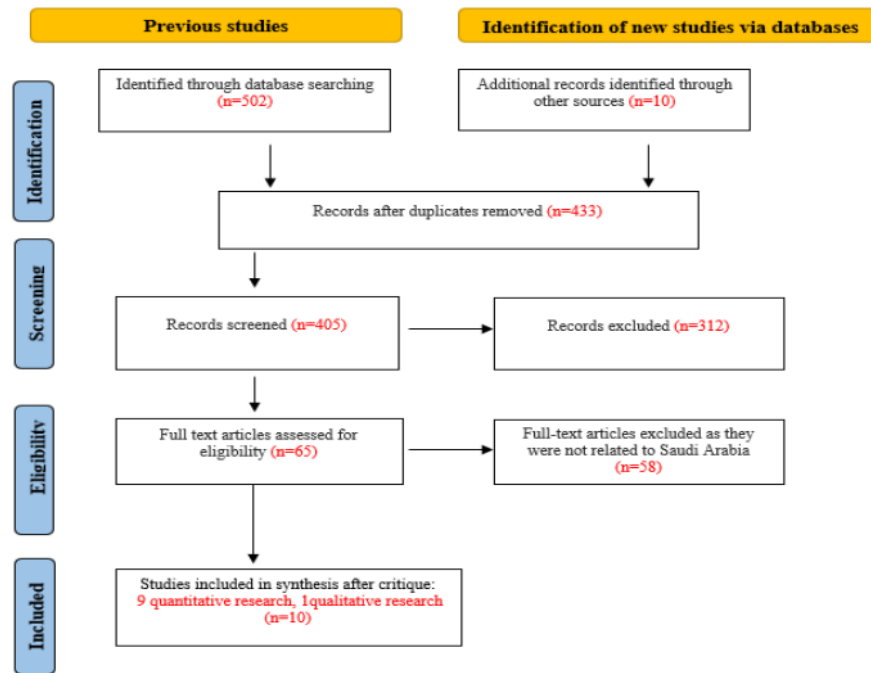 Previous studies
Identification of new studies via databases
Identification
Identified through database searching
(n=502)
Additional records identified through
other sources (n=10)
Records after duplicates removed (n=433)
Screening
Records screened (n=405)
Records excluded (n=312)
Eligibility
Full text articles assessed for
eligibility (n=65)
Full-text articles excluded as they
were not related to Saudi Arabia
(n=58)
Included
Studies included in synthesis after critique:
9 quantitative research, 1qualitative research
(n=10)